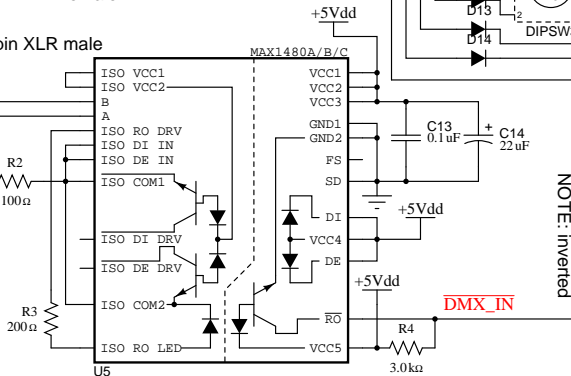 +5Vdd
D13
2
DIPSW
D14
pin XLR male
MAX1480A/B/C
ISO VCC1
ISO VCC2
B
A
ISO RO DRV
ISO DI IN
ISO DE IN
ISO COM1
ISO DI DRV
ISO DE DRV
ISO COM2
ISO RO LED
VCC1
VCC2
VCC3
GND1
GND2
FS
SD
DI
VCC4
DE
RO
VCC5
U5
R2
100Ω
R3
200Ω
C13
0.1uF
+
C14
22uF
+5Vdd
+5Vdd
DMX_IN
R4
3.0kΩ
NOTE: inverted